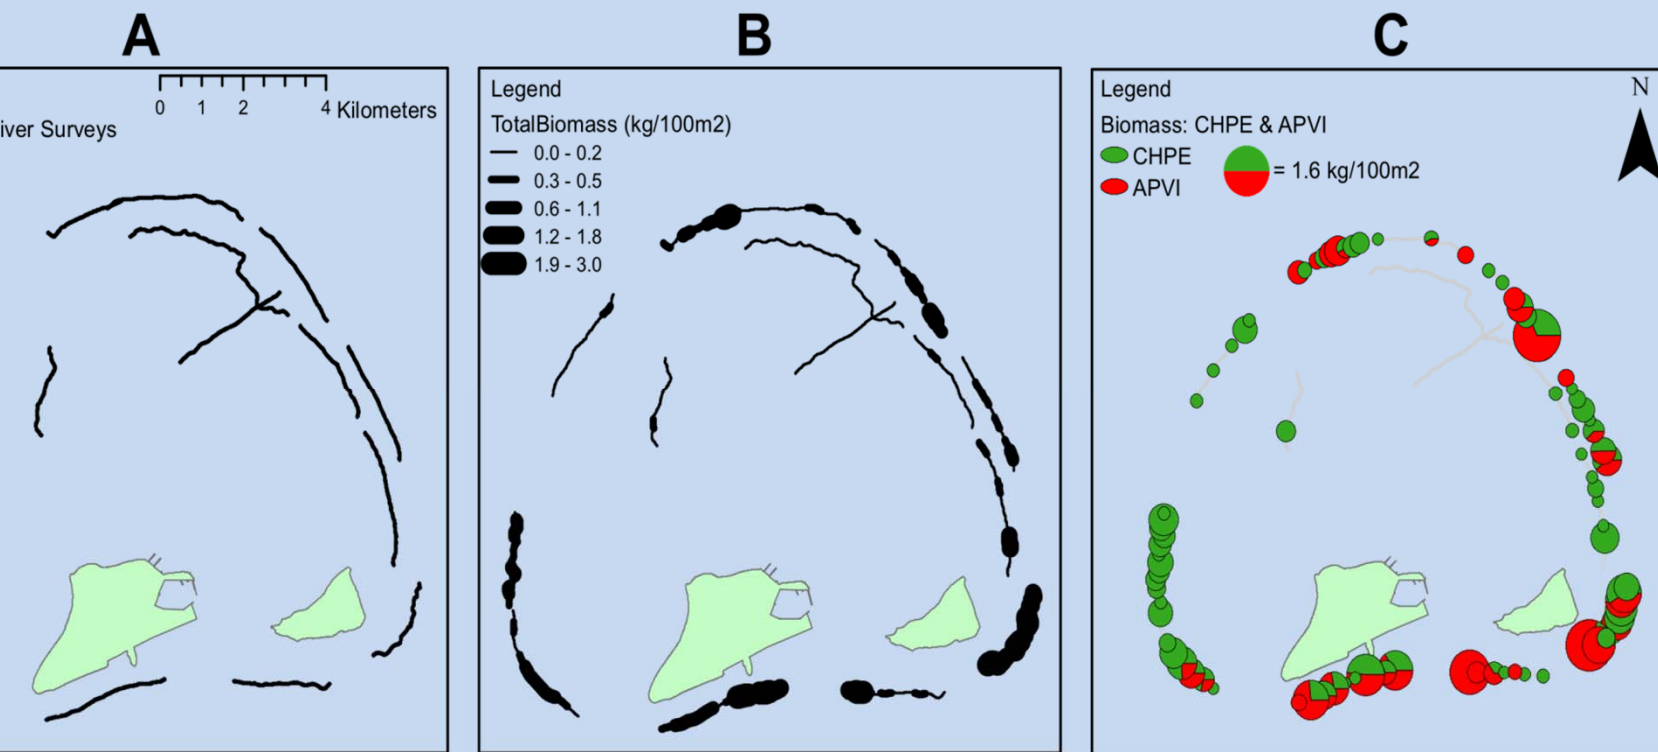 A
B
C
0 1 2 4 Kilometers
iver Surveys
Legend
TotalBiomass (kg/100m2)
0.0 - 0.2
0.3 - 0.5
0.6 - 1.1
1.2 - 1.8
1.9 - 3.0
Legend
Biomass: CHPE & APVI
CHPE
APVI
= 1.6 kg/100m2
N